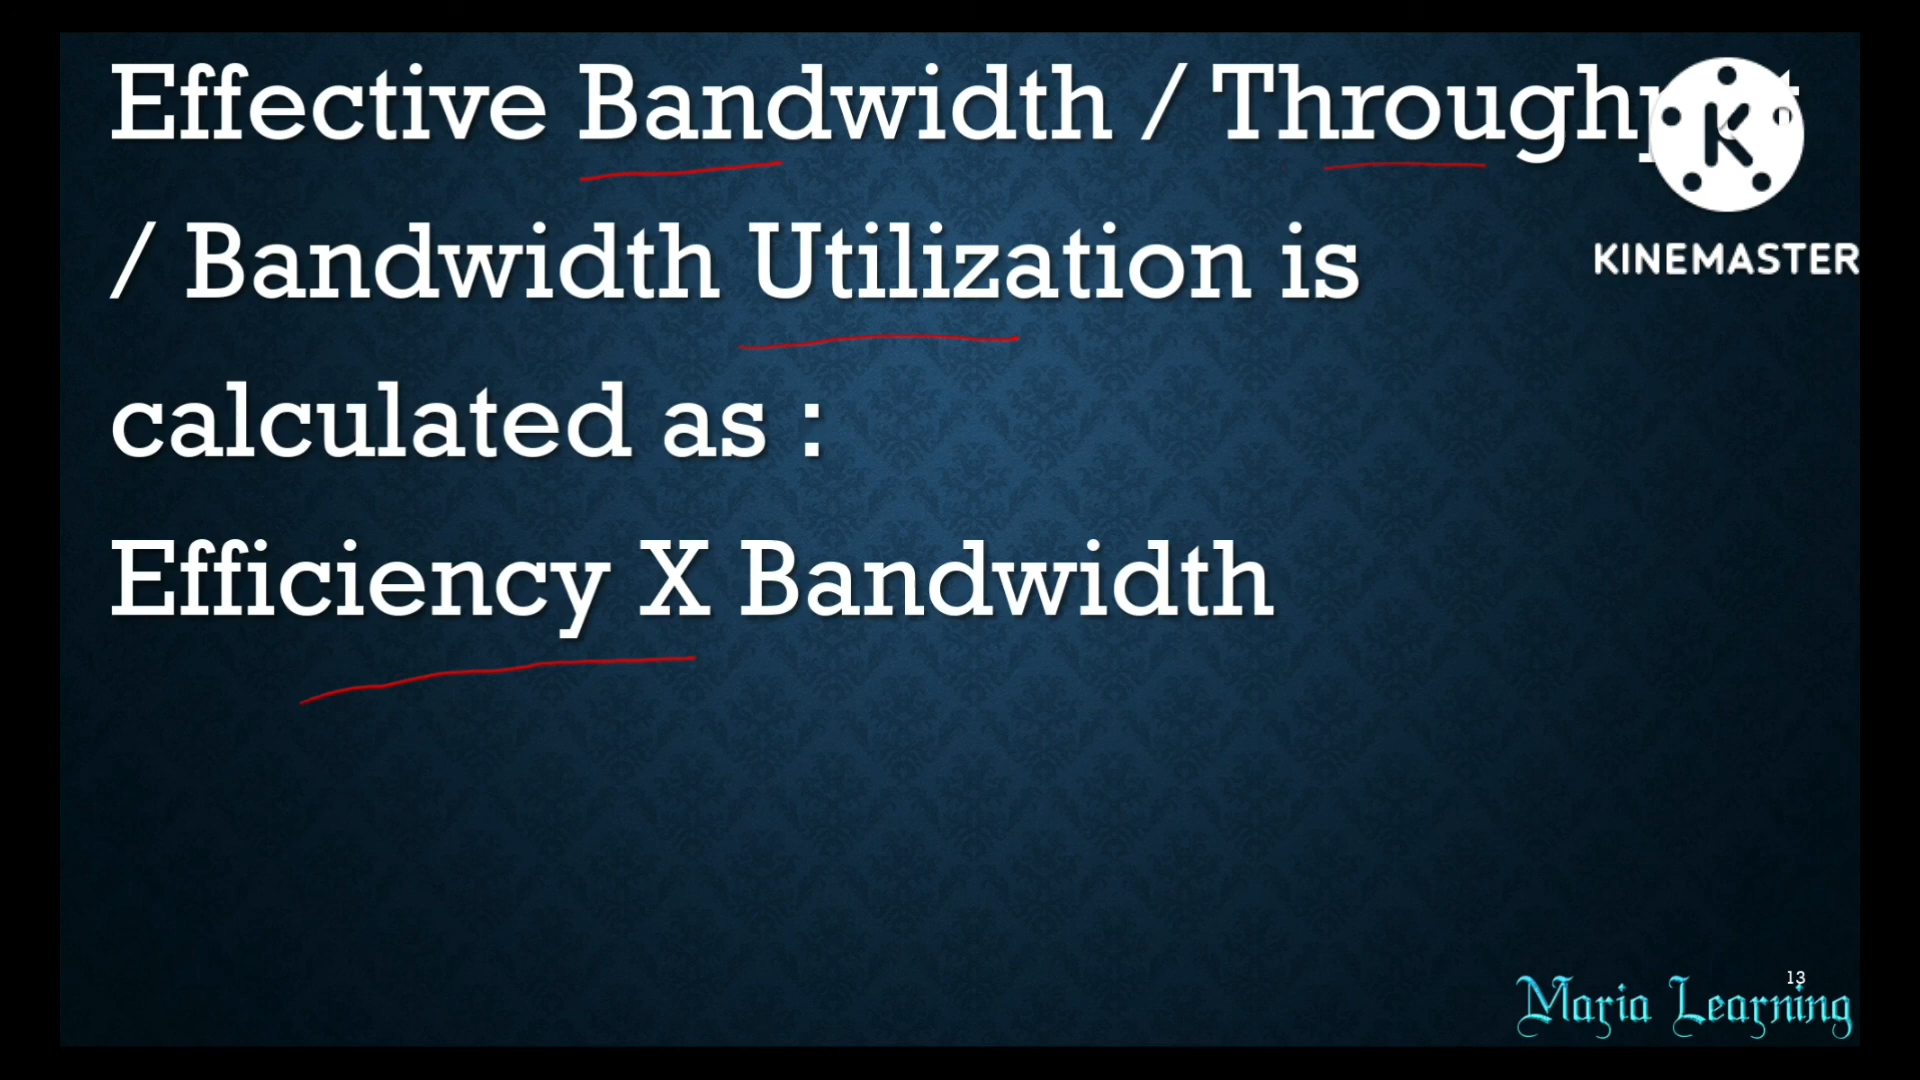 Effective Bandwidth / Throughput
/ Bandwidth Utilization is
calculated as :
Efficiency X Bandwidth
KINEMASTER
13
Maria Learning